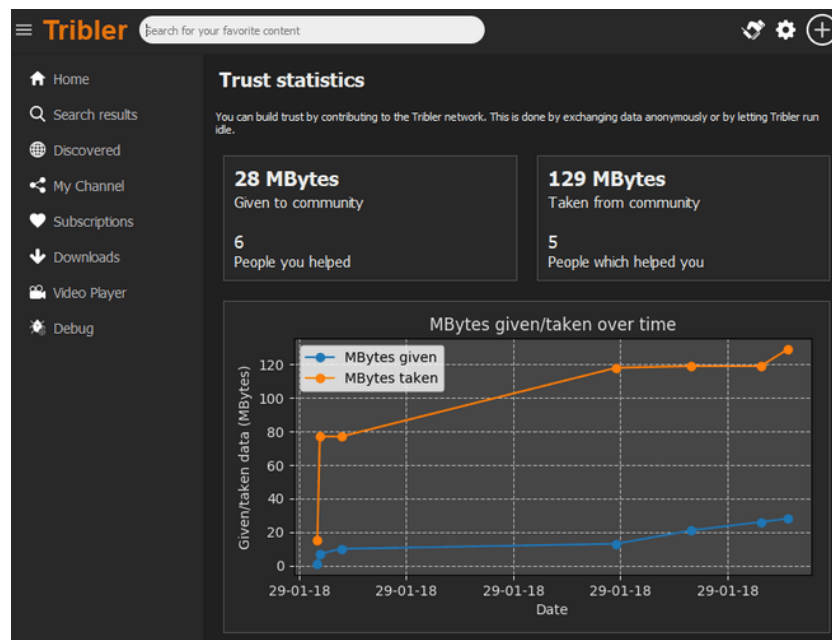 Tribler
Search for your favorite content
Home
Search results
Discovered
My Channel
Subscriptions
Downloads
Video Player
Debug
Trust statistics
You can build trust by contributing to the Tribler network. This is done by exchanging data anonymously or by letting Tribler run
idle.
28 MBytes
Given to community
6
People you helped
129 MBytes
Taken from community
5
People which helped you
MBytes given/taken over time
MBytes given
MBytes taken
Given/taken data (MBytes)
120
100
80
60
40
20
0
29-01-18 29-01-18 29-01-18 29-01-18 29-01-18
Date